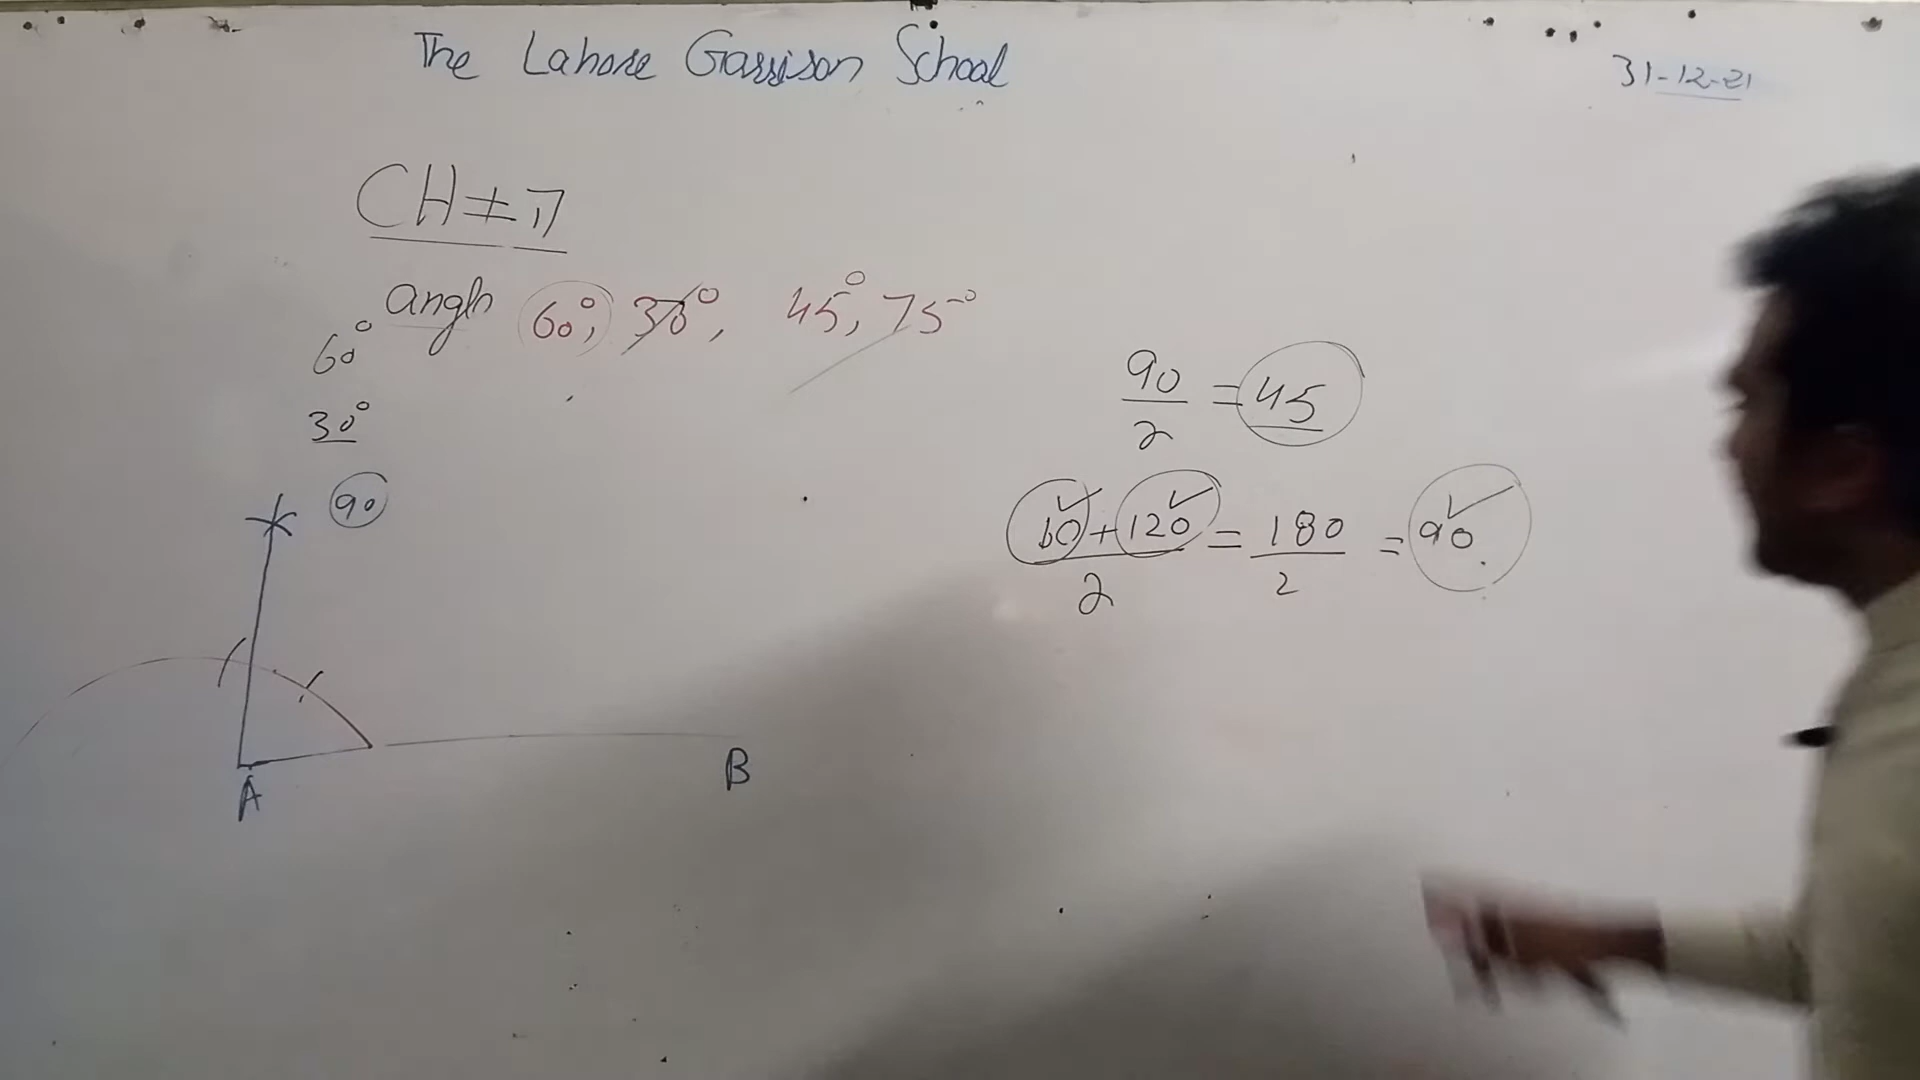 The Lahore Garrison School
31-12-21
CH # 7
angle 60°, 30°, 45°, 75°
60°
30°
90
A
B
90/2 = 45
60+120/2 = 180/2 = 90